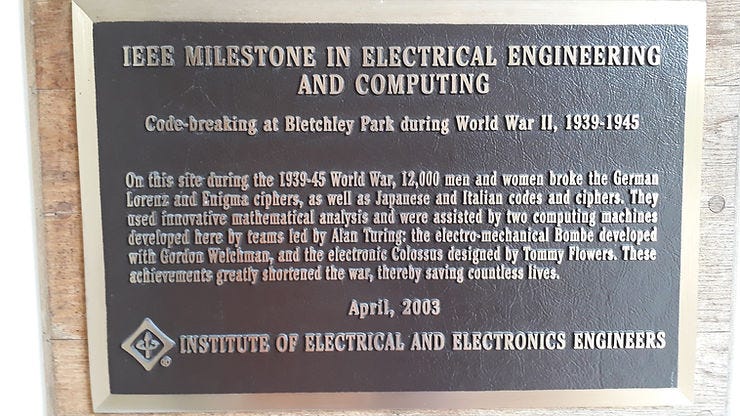 IEEE MILESTONE IN ELECTRICAL ENGINEERING
AND COMPUTING
Code-breaking at Bletchley Park during World War II, 1939-1945
On this site during the 1939-45 World War, 12,000 men and women broke the German
Lorenz and Enigma ciphers, as well as Japanese and Italian codes and ciphers. They
used innovative mathematical analysis and were assisted by two computing machines
developed here by teams led by Alan Turing: the electro-mechanical Bombe developed
with Gordon Welchman, and the electronic Colossus designed by Tommy Flowers. These
achievements greatly shortened the war, thereby saving countless lives.
April, 2003
® INSTITUTE OF ELECTRICAL AND ELECTRONICS ENGINEERS